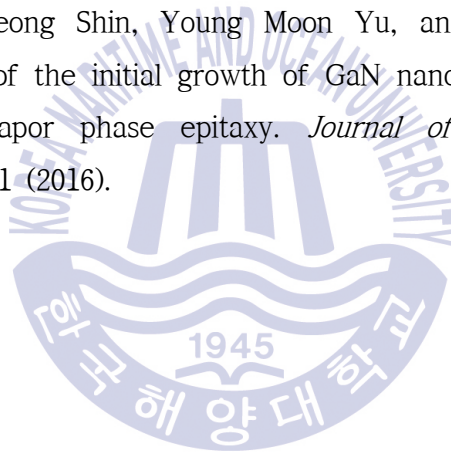 eong Shin, Young Moon Yu, an
of the initial growth of GaN nano
apor phase epitaxy. Journal of
1 (2016).
KOREA MARITIME AND OCEAN UNIVERSITY
1945
한국해양대학교